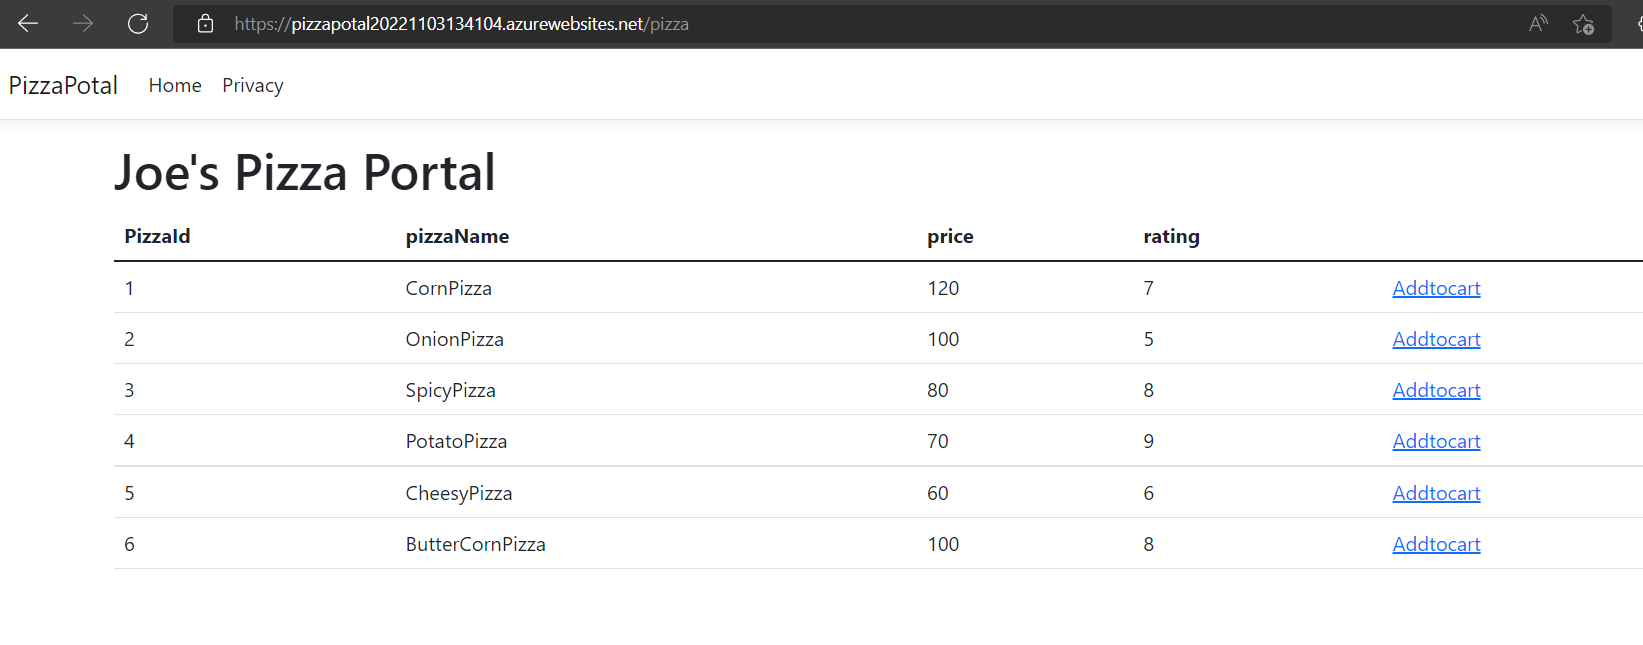 https://pizzapotal20221103134104.azurewebsites.net/pizza
PizzaPotal Home Privacy
Joe's Pizza Portal
PizzaId pizzaName price rating
1 CornPizza 120 7 Addtocart
2 OnionPizza 100 5 Addtocart
3 SpicyPizza 80 8 Addtocart
4 PotatoPizza 70 9 Addtocart
5 CheesyPizza 60 6 Addtocart
6 ButterCornPizza 100 8 Addtocart